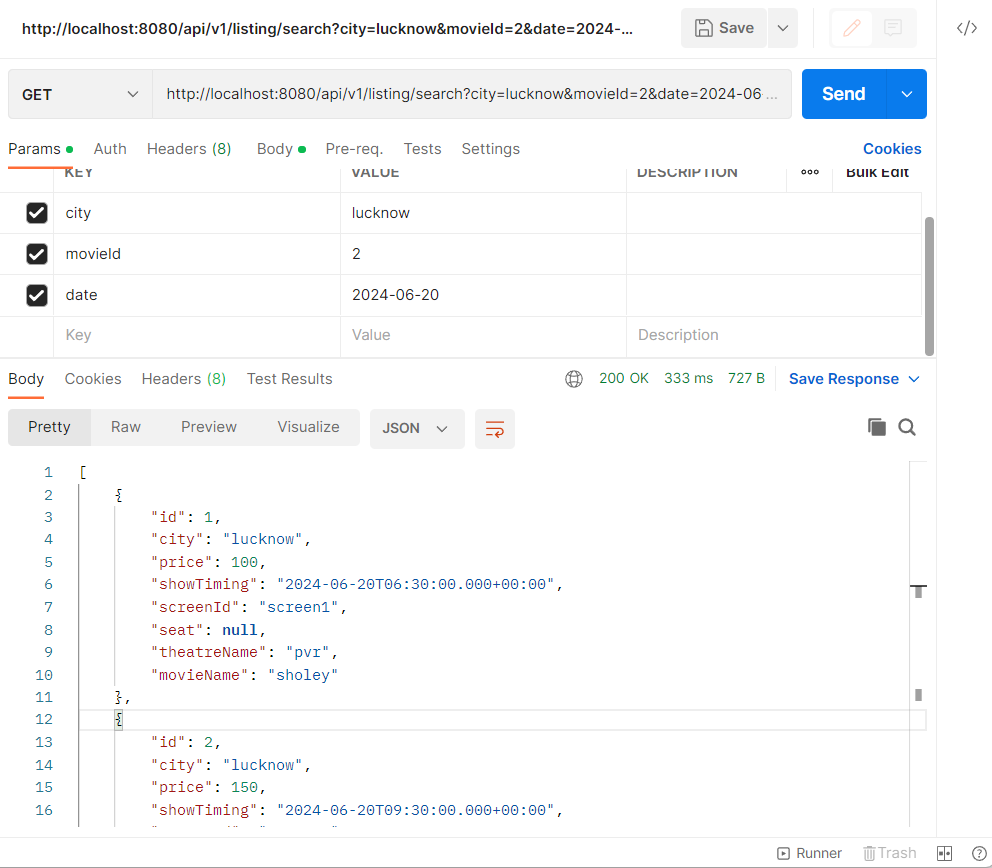 http://localhost:8080/api/v1/listing/search?city=lucknow&movieId=2&date=2024-... Save </>
GET http://localhost:8080/api/v1/listing/search?city=lucknow&movieId=2&date=2024-06 ... Send
Params Auth Headers (8) Body Pre-req. Tests Settings Cookies
KEY VALUE DESCRIPTION ooo Bulk Edit
city lucknow
movieId 2
date 2024-06-20
Key Value Description
Body Cookies Headers (8) Test Results 200 OK 333 ms 727 B Save Response
Pretty Raw Preview Visualize JSON
1 [
2 {
3 "id": 1,
4 "city": "lucknow",
5 "price": 100,
6 "showTiming": "2024-06-20T06:30:00.000+00:00",
7 "screenId": "screen1",
8 "seat": null,
9 "theatreName": "pvr",
10 "movieName": "sholey"
11 },
12 {
13 "id": 2,
14 "city": "lucknow",
15 "price": 150,
16 "showTiming": "2024-06-20T09:30:00.000+00:00",
Runner Trash